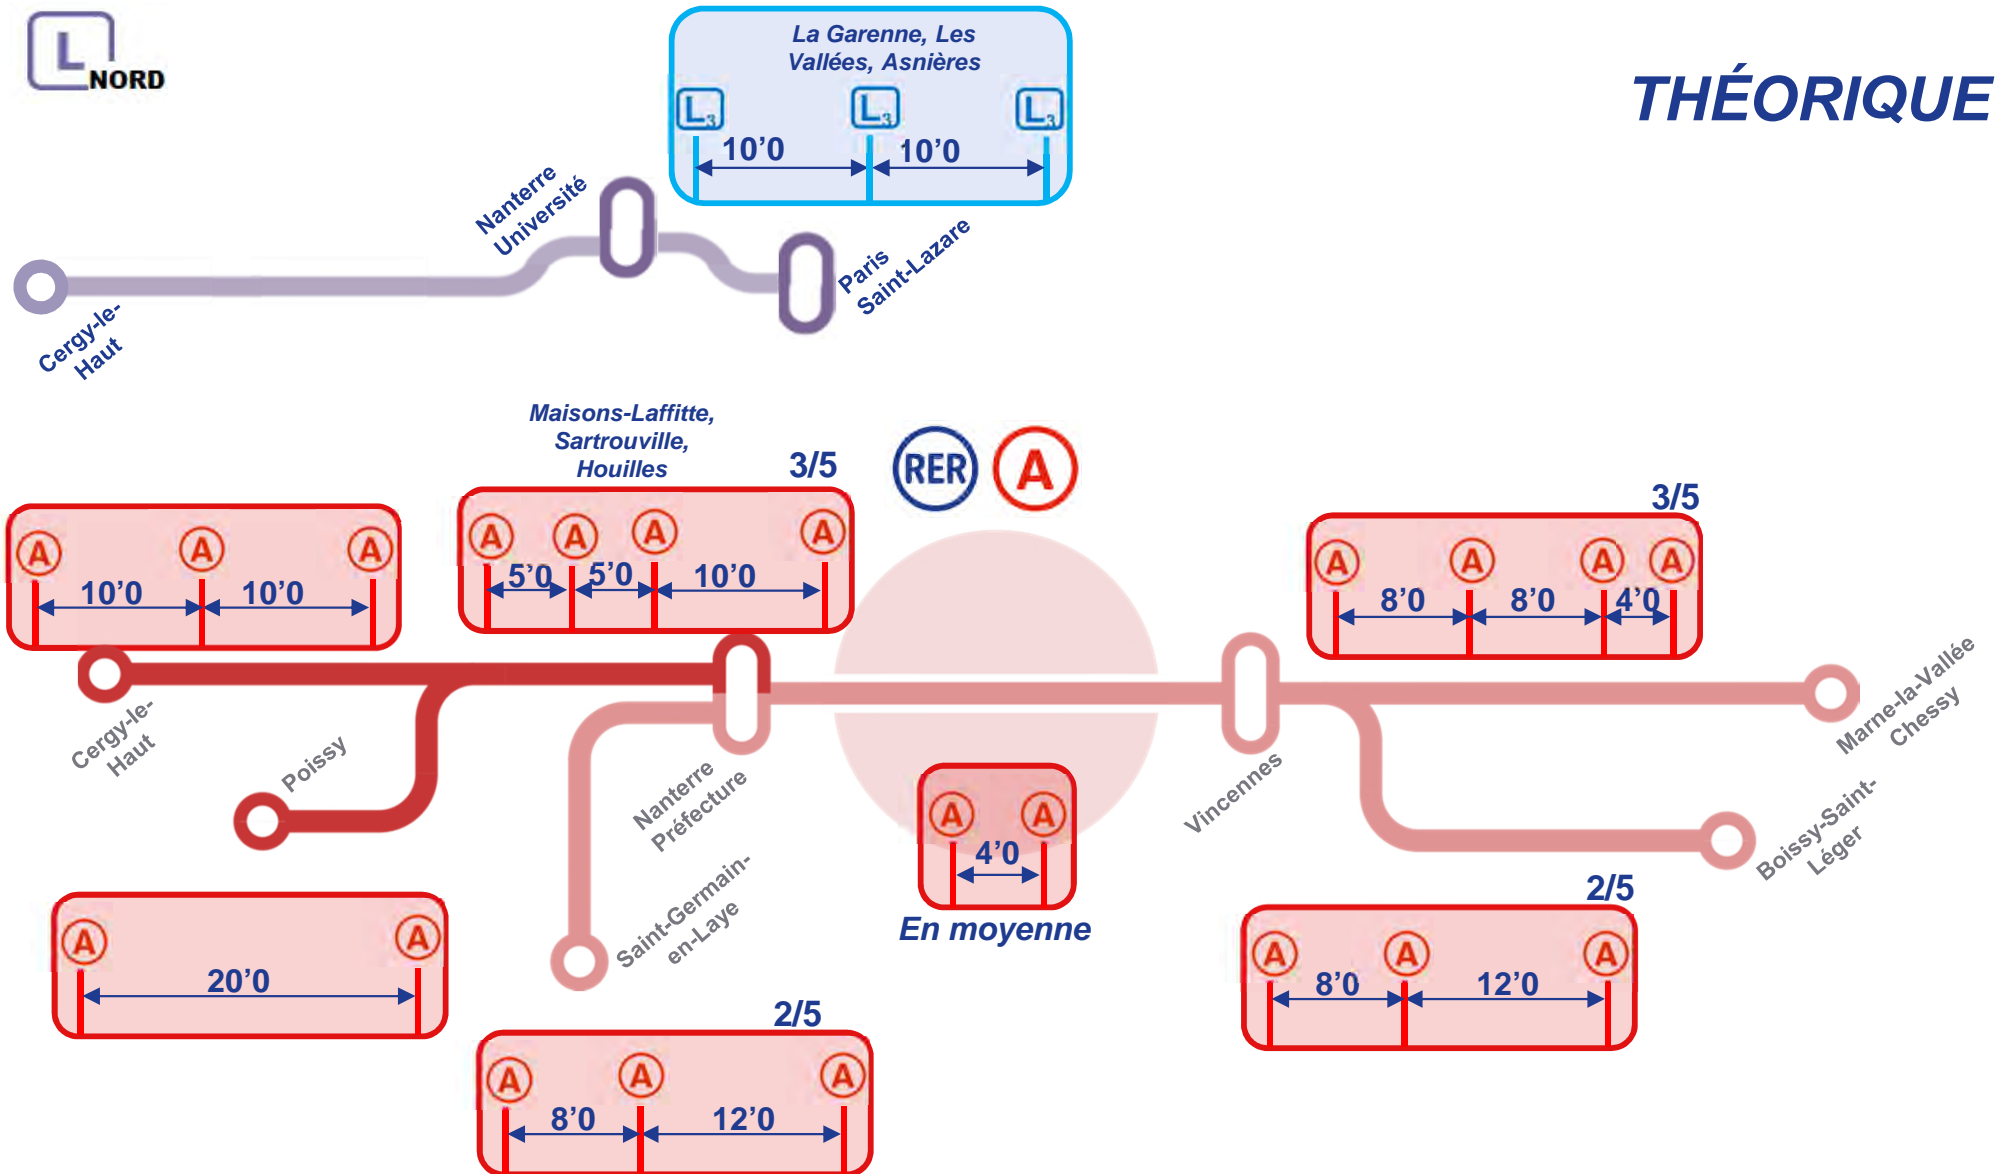 L
NORD
La Garenne, Les
Vallées, Asnières
THÉORIQUE
L3 L3 L3
10’0 10’0
Nanterre
Université
Paris
Saint-Lazare
Cergy-le-
Haut
Maisons-Laffitte,
Sartrouville,
Houilles
3/5
RER A
3/5
A A A
10’0 10’0
A A A A
5’0 5’0 10’0
A A A A
8’0 8’0 4’0
Cergy-le-
Haut
Poissy
Nanterre
Préfecture
Saint-Germain-
en-Laye
Vincennes
Marne-la-Vallée
Chessy
Boissy-Saint-
Léger
A A
4’0
En moyenne
A A
20’0
2/5
A A A
8’0 12’0
2/5
A A A
8’0 12’0